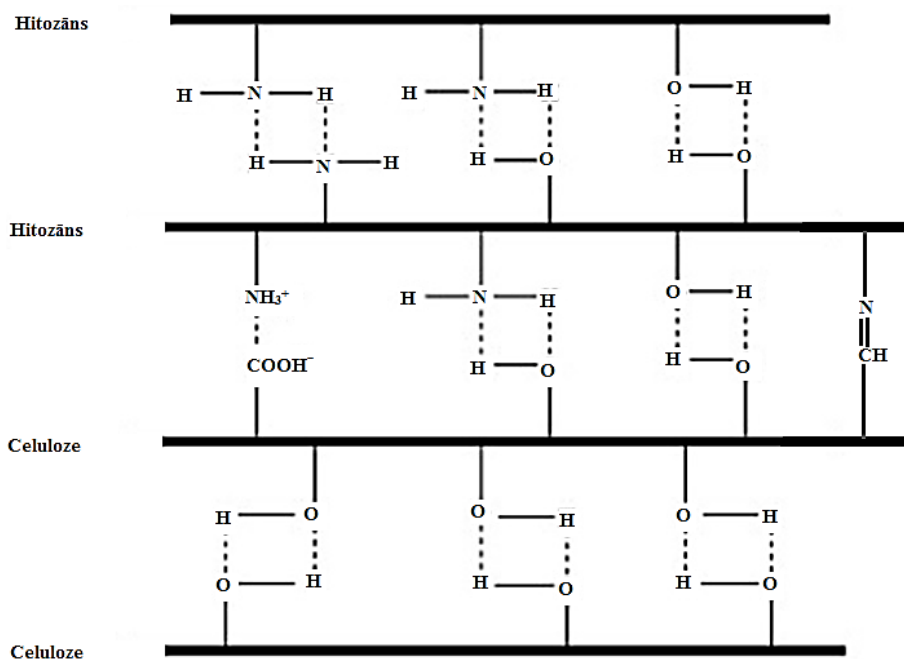 Hitozāns
H N H H N H O H
H N H H O H O
Hitozāns
NH₃⁺ H N H O H N
COOH⁻ H O H O CH
Celuloze
H O O H O H
O H H O H O
Celuloze